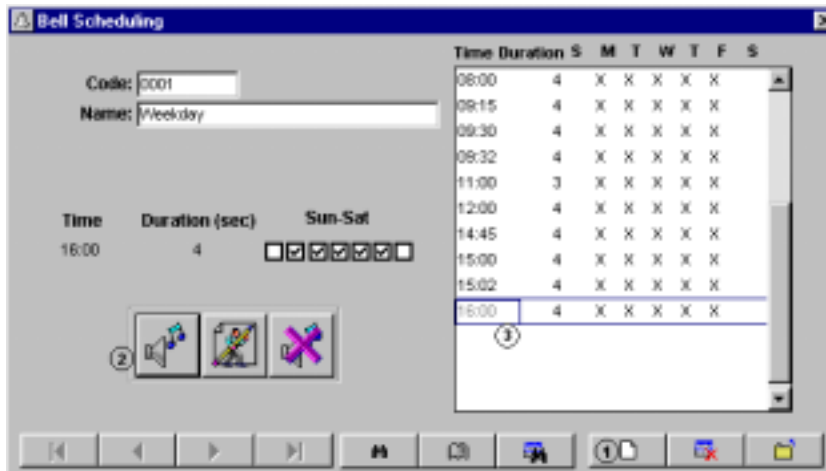 Bell Scheduling
Code: 0001
Name: Weekday
Time Duration (sec) Sun-Sat
16:00 4
2
Time Duration S M T W T F S
08:00 4 X X X X X
09:15 4 X X X X X
09:30 4 X X X X X
09:32 4 X X X X X
11:00 3 X X X X X
12:00 4 X X X X X
14:45 4 X X X X X
15:00 4 X X X X X
15:02 4 X X X X X
16:00 4 X X X X X
3
1